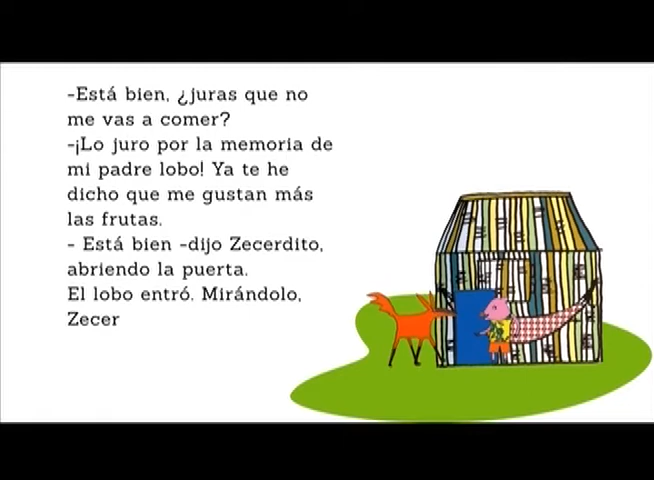 -Está bien, ¿juras que no
me vas a comer?
-¡Lo juro por la memoria de
mi padre lobo! Ya te he
dicho que me gustan más
las frutas.
- Está bien -dijo Zecerdito,
abriendo la puerta.
El lobo entró. Mirándolo,
Zecer